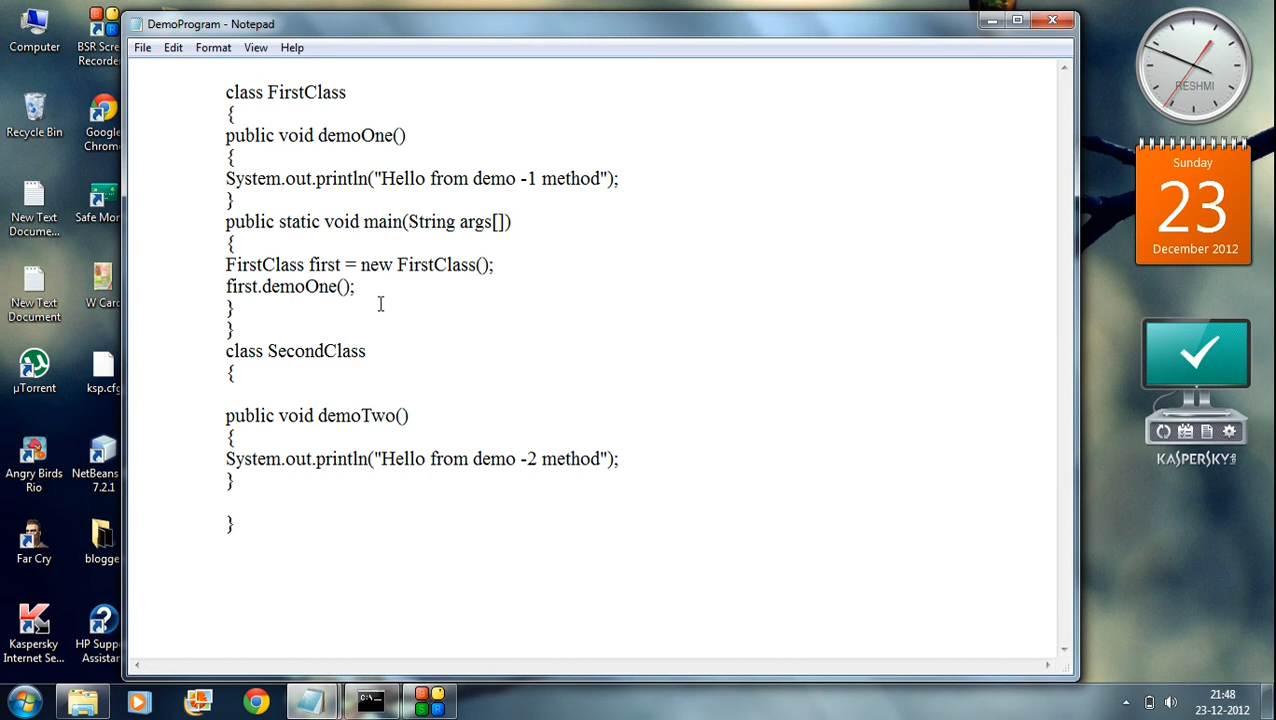 DemoProgram - Notepad
File Edit Format View Help
class FirstClass
{
public void demoOne()
{
System.out.println("Hello from demo -1 method");
}
public static void main(String args[])
{
FirstClass first = new FirstClass();
first.demoOne();
}
}
class SecondClass
{
public void demoTwo()
{
System.out.println("Hello from demo -2 method");
}
}
Computer
BSR Scre
Recorder
Recycle Bin
Google
Chrome
New Text
Docume...
Safe Mor
New Text
Document
W Card
µTorrent
ksp.cfg
Angry Birds
Rio
NetBeans
7.2.1
Far Cry
blogge
Kaspersky
Internet Se...
HP Supp
Assistan
RESHMI
Sunday
23
December 2012
KASPERSKY
C:\
21:48
23-12-2012